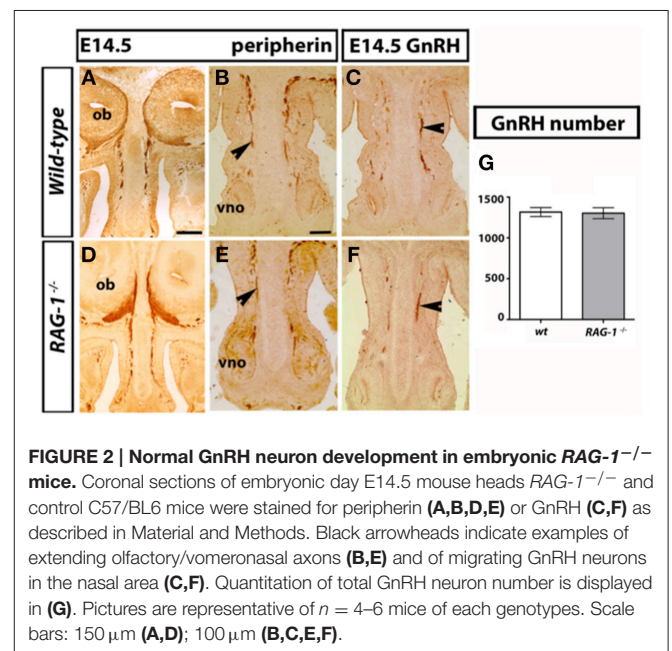 E14.5 peripherin E14.5 GnRH
Wild-type
A B C
ob
vno
GnRH number
G
1500
1000
500
0
wt RAG-1 -/-
RAG-1 -/-
D E F
ob
vno
FIGURE 2 | Normal GnRH neuron development in embryonic RAG-1−/−
mice. Coronal sections of embryonic day E14.5 mouse heads RAG-1−/− and
control C57/BL6 mice were stained for peripherin (A,B,D,E) or GnRH (C,F) as
described in Material and Methods. Black arrowheads indicate examples of
extending olfactory/vomeronasal axons (B,E) and of migrating GnRH neurons
in the nasal area (C,F). Quantitation of total GnRH neuron number is displayed
in (G). Pictures are representative of n = 4–6 mice of each genotypes. Scale
bars: 150 μm (A,D); 100 μm (B,C,E,F).